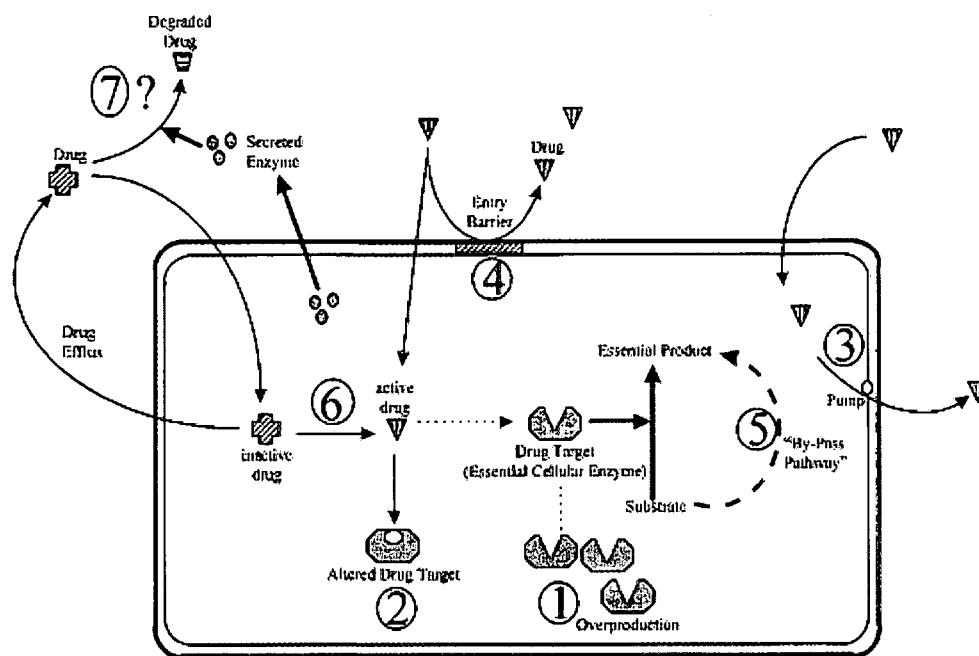 Degraded
Drug
⑦?
Secreted
Enzyme
Drug
Drug
Entry
Barrier
④
Drug
Efflux
⑥
active
drug
inactive
drug
Essential Product
③
Pump
Drug Target
(Essential Cellular Enzyme)
⑤
"By-Pass
Pathway"
Substrate
Altered Drug Target
②
①
Overproduction